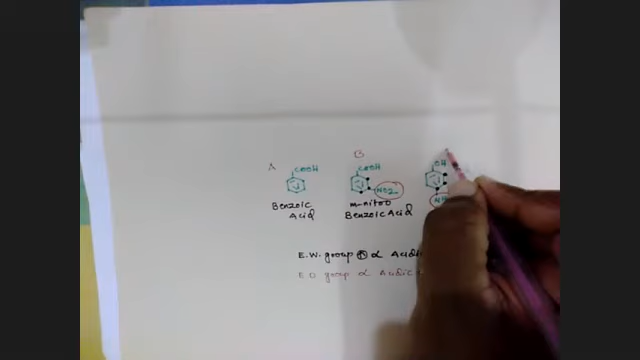 A
B
COOH
COOH
OH
NO2
Benzoic
Acid
m-nitro
Benzoic Acid
E.W. group α
E D group α Acidic